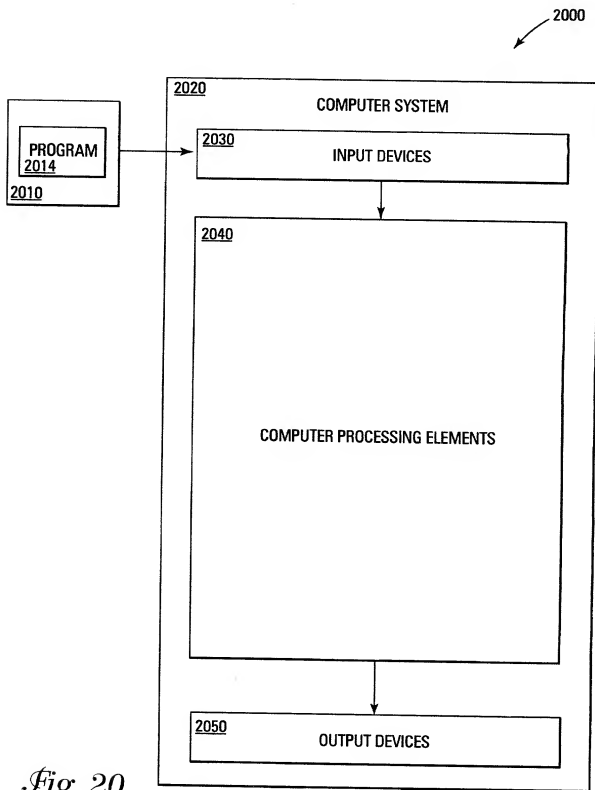 2000
2020
COMPUTER SYSTEM
PROGRAM
2014
2010
2030
INPUT DEVICES
2040
COMPUTER PROCESSING ELEMENTS
2050
OUTPUT DEVICES
Fig. 20